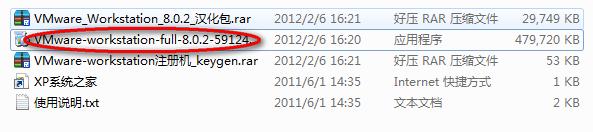 VMware_Workstation_8.0.2_汉化包.rar 2012/2/6 16:21 好压 RAR 压缩文件 29,749 KB
VMware-workstation-full-8.0.2-59124 2012/2/6 16:20 应用程序 479,720 KB
VMware-workstation注册机_keygen.rar 2012/2/6 16:21 好压 RAR 压缩文件 53 KB
XP系统之家 2011/6/1 14:35 Internet 快捷方式 1 KB
使用说明.txt 2011/6/1 14:35 文本文档 2 KB